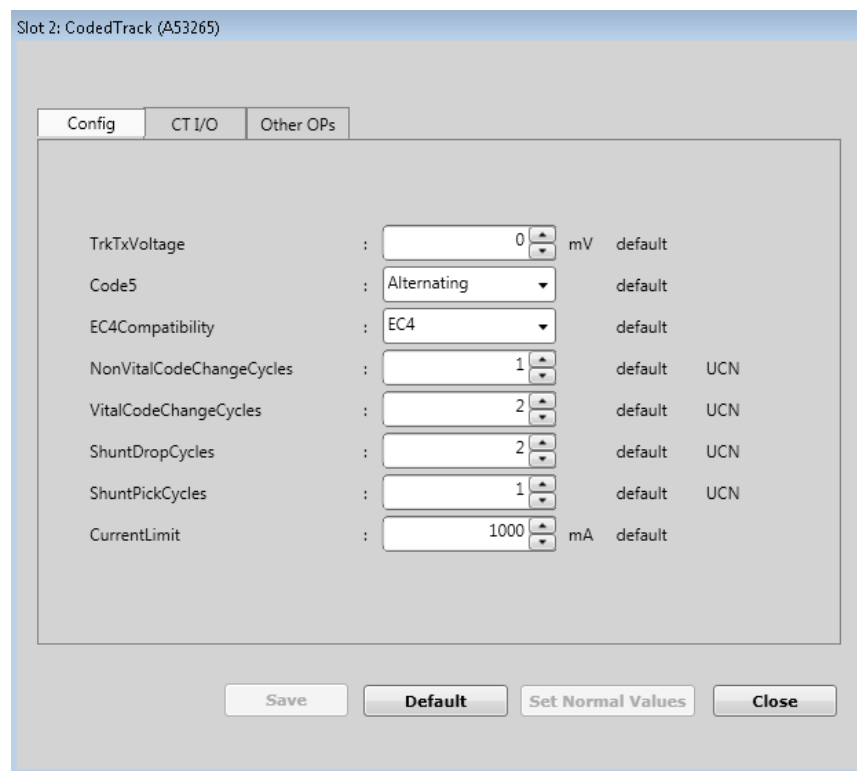 Slot 2: CodedTrack (A53265)
Config CT I/O Other OPs
TrkTxVoltage : 0 mV default
Code5 : Alternating default
EC4Compatibility : EC4 default
NonVitalCodeChangeCycles : 1 default UCN
VitalCodeChangeCycles : 2 default UCN
ShuntDropCycles : 2 default UCN
ShuntPickCycles : 1 default UCN
CurrentLimit : 1000 mA default
Save Default Set Normal Values Close